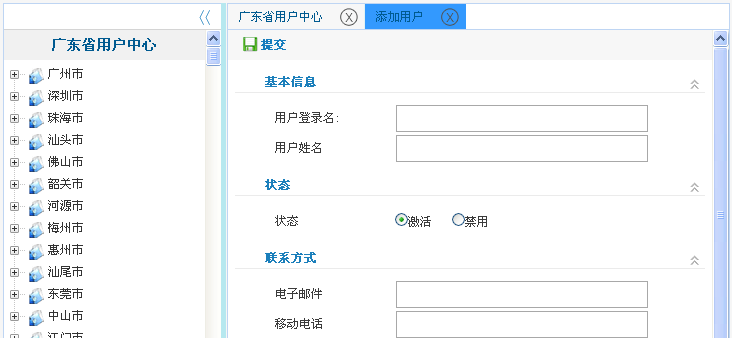 广东省用户中心
广州市
深圳市
珠海市
汕头市
佛山市
韶关市
河源市
梅州市
惠州市
汕尾市
东莞市
中山市
江门市
广东省用户中心 添加用户
提交
基本信息
用户登录名:
用户姓名
状态
状态 激活 禁用
联系方式
电子邮件
移动电话